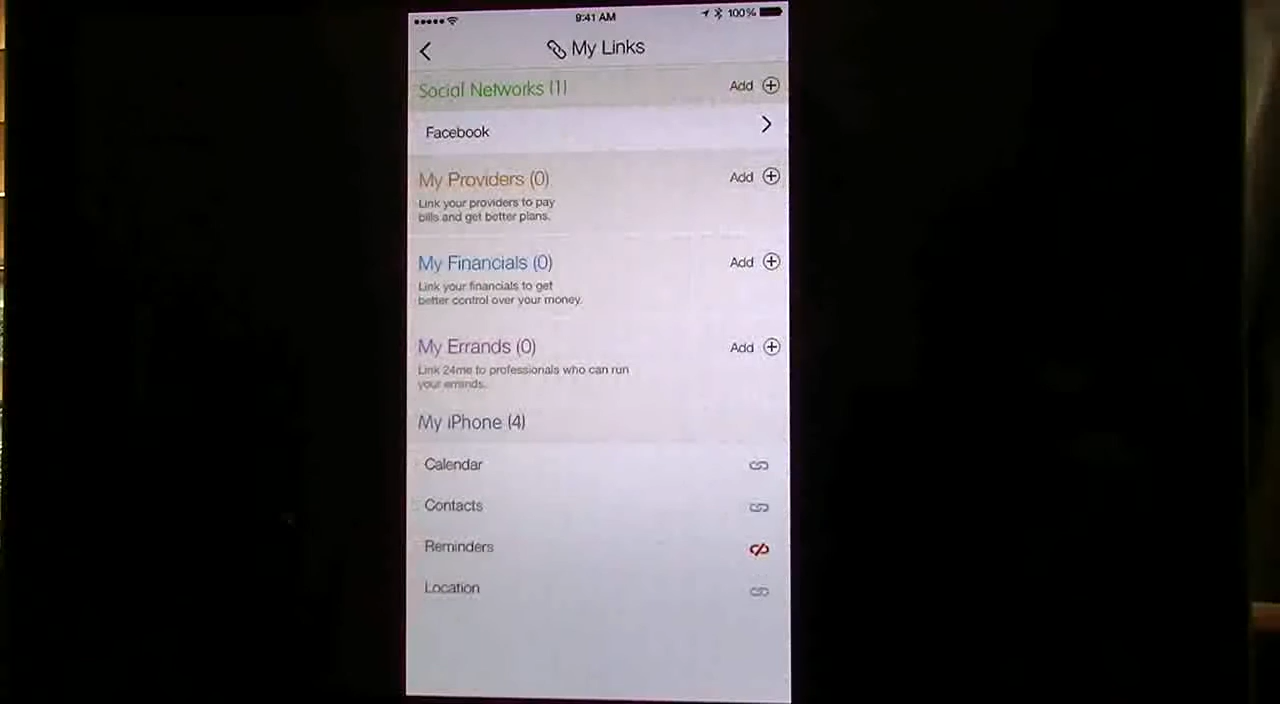 9:41 AM
100%
My Links
Social Networks (1)
Add
Facebook
My Providers (0)
Add
Link your providers to pay
bills and get better plans.
My Financials (0)
Add
Link your financials to get
better control over your money.
My Errands (0)
Add
Link 24me to professionals who can run
your errands.
My iPhone (4)
Calendar
Contacts
Reminders
Location